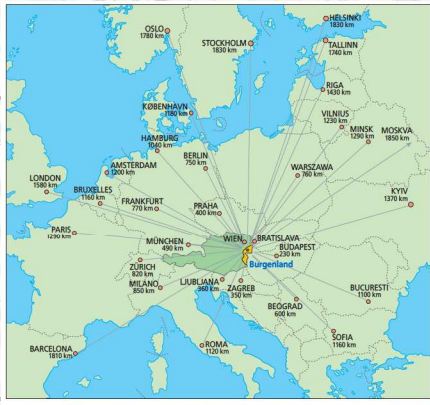 OSLO
1780 km
HELSINKI
1830 km
STOCKHOLM
1830 km
TALLINN
1740 km
RIGA
1430 km
KØBENHAVN
1180 km
VILNIUS
1230 km
MINSK
1290 km
MOSKVA
1850 km
HAMBURG
1040 km
BERLIN
750 km
AMSTERDAM
1200 km
WARSZAWA
760 km
LONDON
1580 km
BRUXELLES
1160 km
FRANKFURT
770 km
PRAHA
400 km
KYIV
1370 km
PARIS
1230 km
MÜNCHEN
490 km
WIEN
BRATISLAVA
BUDAPEST
230 km
Burgenland
ZÜRICH
820 km
MILANO
850 km
LJUBLJANA
360 km
ZAGREB
350 km
BUCURESTI
1100 km
BEOGRAD
600 km
SOFIA
1160 km
BARCELONA
1810 km
ROMA
1120 km